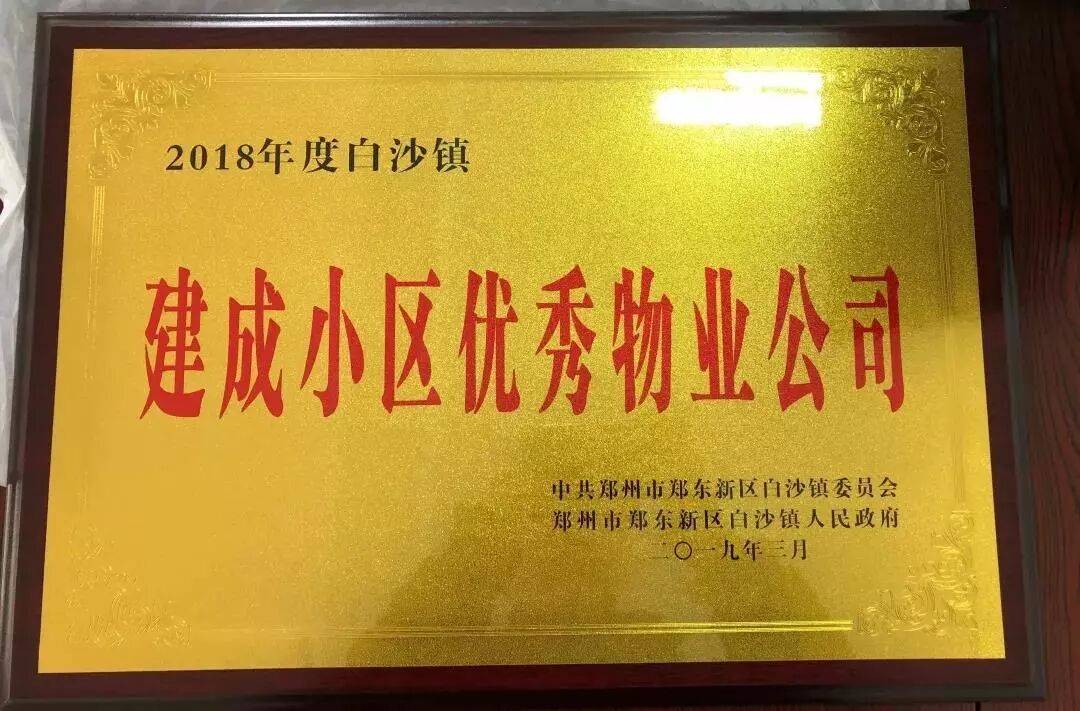 2018年度白沙镇
建成小区优秀物业公司
中共郑州市郑东新区白沙镇委员会
郑州市郑东新区白沙镇人民政府
二〇一九年三月